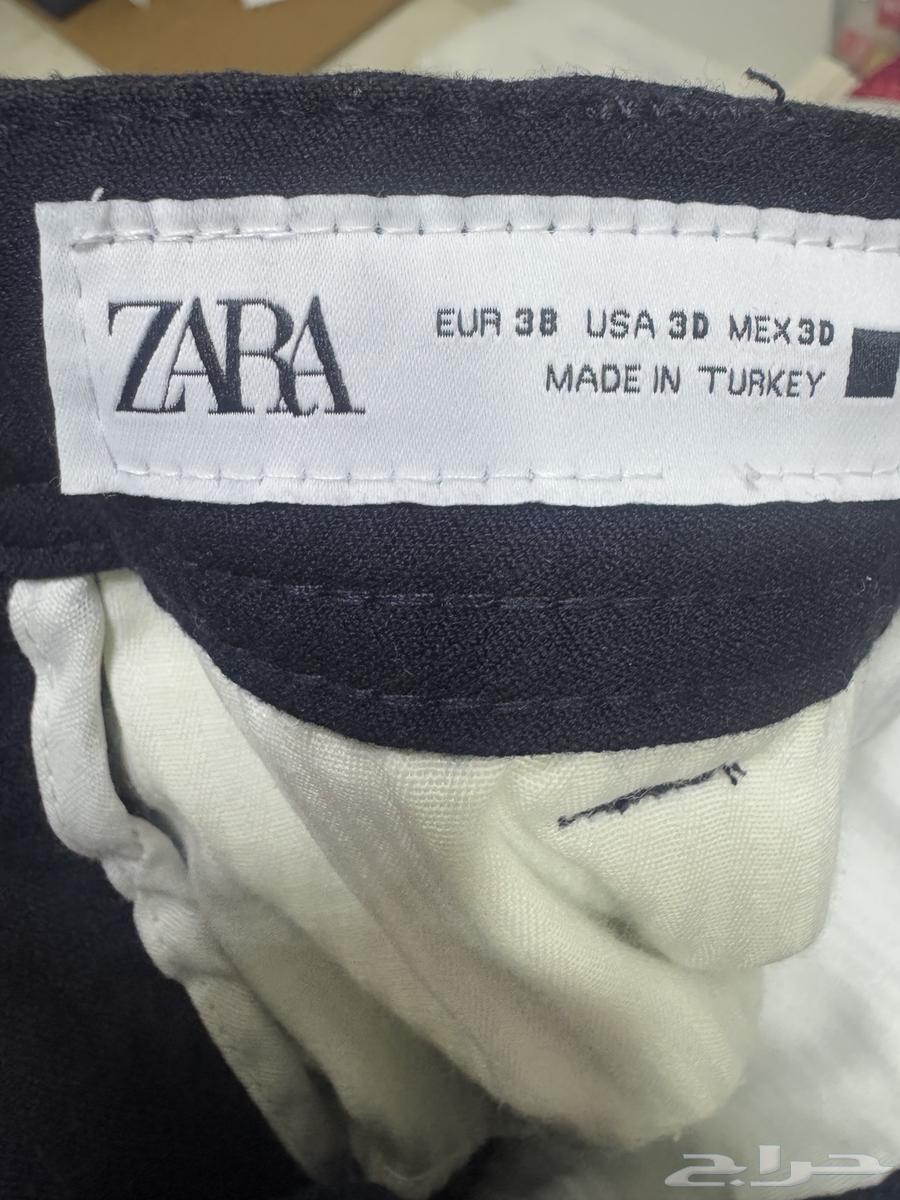 ZARA
EUR 38 USA 30 MEX 30
MADE IN TURKEY
حراج